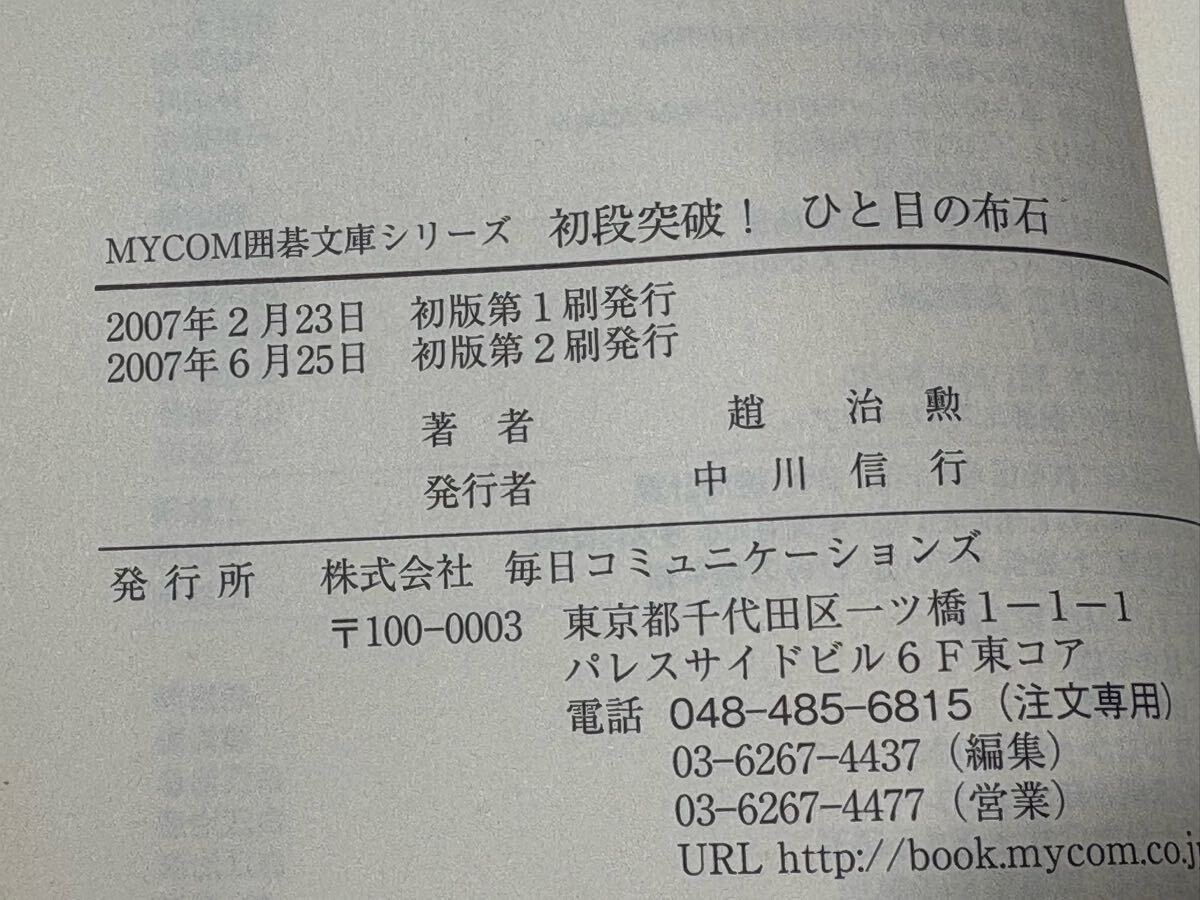 MYCOM囲碁文庫シリーズ 初段突破！ ひと目の布石
2007年2月23日 初版第1刷発行
2007年6月25日 初版第2刷発行
著者 趙治勲
発行者 中川信行
発行所 株式会社 毎日コミュニケーションズ
〒100-0003 東京都千代田区一ツ橋1-1-1
パレスサイドビル6F東コア
電話 048-485-6815（注文専用）
03-6267-4437（編集）
03-6267-4477（営業）
URL http://book.mycom.co.j